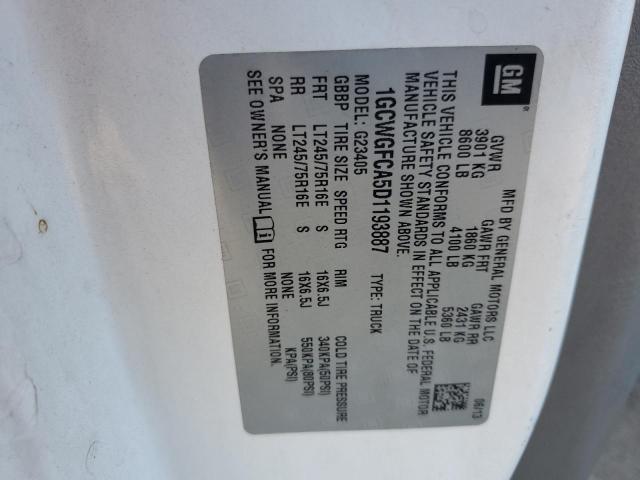 GM
®
MFD BY GENERAL MOTORS LLC 06/13
GVWR GAWR FRT GAWR RR
3901 KG 1860 KG 2431 KG
8600 LB 4100 LB 5360 LB
THIS VEHICLE CONFORMS TO ALL APPLICABLE U.S. FEDERAL MOTOR
VEHICLE SAFETY STANDARDS IN EFFECT ON THE DATE OF
MANUFACTURE SHOWN ABOVE.
1GCWGFCA5D1193887 TYPE: TRUCK
MODEL: G23405
GBBP TIRE SIZE SPEED RTG RIM COLD TIRE PRESSURE
FRT LT245/75R16E S 16X6.5J 340KPA(50PSI)
RR LT245/75R16E S 16X6.5J 550KPA(80PSI)
SPA NONE NONE KPA(PSI)
SEE OWNER'S MANUAL FOR MORE INFORMATION.